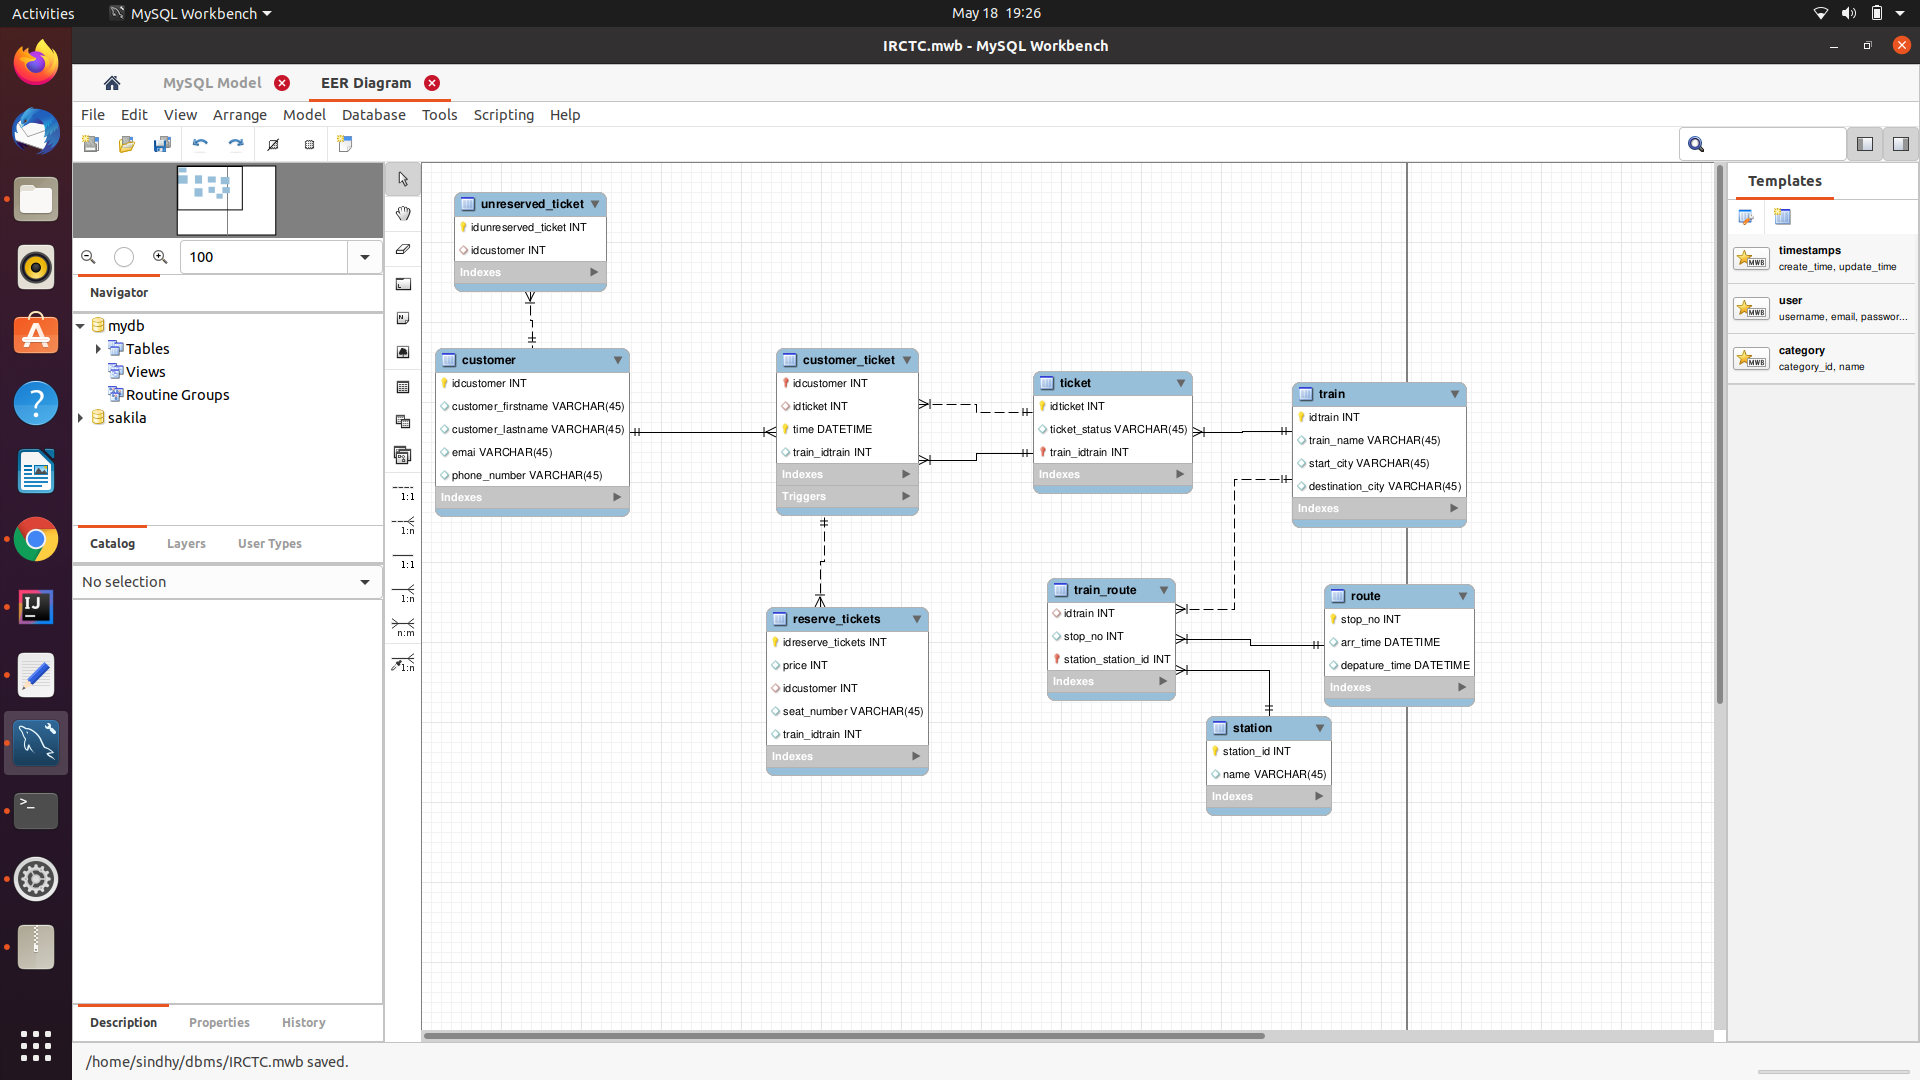 Activities
MySQL Workbench
May 18 19:26
IRCTC.mwb - MySQL Workbench
MySQL Model
EER Diagram
File Edit View Arrange Model Database Tools Scripting Help
100
Navigator
mydb
Tables
Views
Routine Groups
sakila
Catalog Layers User Types
No selection
Description Properties History
/home/sindhy/dbms/IRCTC.mwb saved.
1:1
1:n
1:1
1:n
n:m
1:n
unreserved_ticket
idunreserved_ticket INT
idcustomer INT
Indexes
customer
idcustomer INT
customer_firstname VARCHAR(45)
customer_lastname VARCHAR(45)
emai VARCHAR(45)
phone_number VARCHAR(45)
Indexes
customer_ticket
idcustomer INT
idticket INT
time DATETIME
train_idtrain INT
Indexes
Triggers
ticket
idticket INT
ticket_status VARCHAR(45)
train_idtrain INT
Indexes
train
idtrain INT
train_name VARCHAR(45)
start_city VARCHAR(45)
destination_city VARCHAR(45)
Indexes
reserve_tickets
idreserve_tickets INT
price INT
idcustomer INT
seat_number VARCHAR(45)
train_idtrain INT
Indexes
train_route
idtrain INT
stop_no INT
station_station_id INT
Indexes
route
stop_no INT
arr_time DATETIME
depature_time DATETIME
Indexes
station
station_id INT
name VARCHAR(45)
Indexes
Templates
MWB
timestamps
create_time, update_time
MWB
user
username, email, passwor...
MWB
category
category_id, name